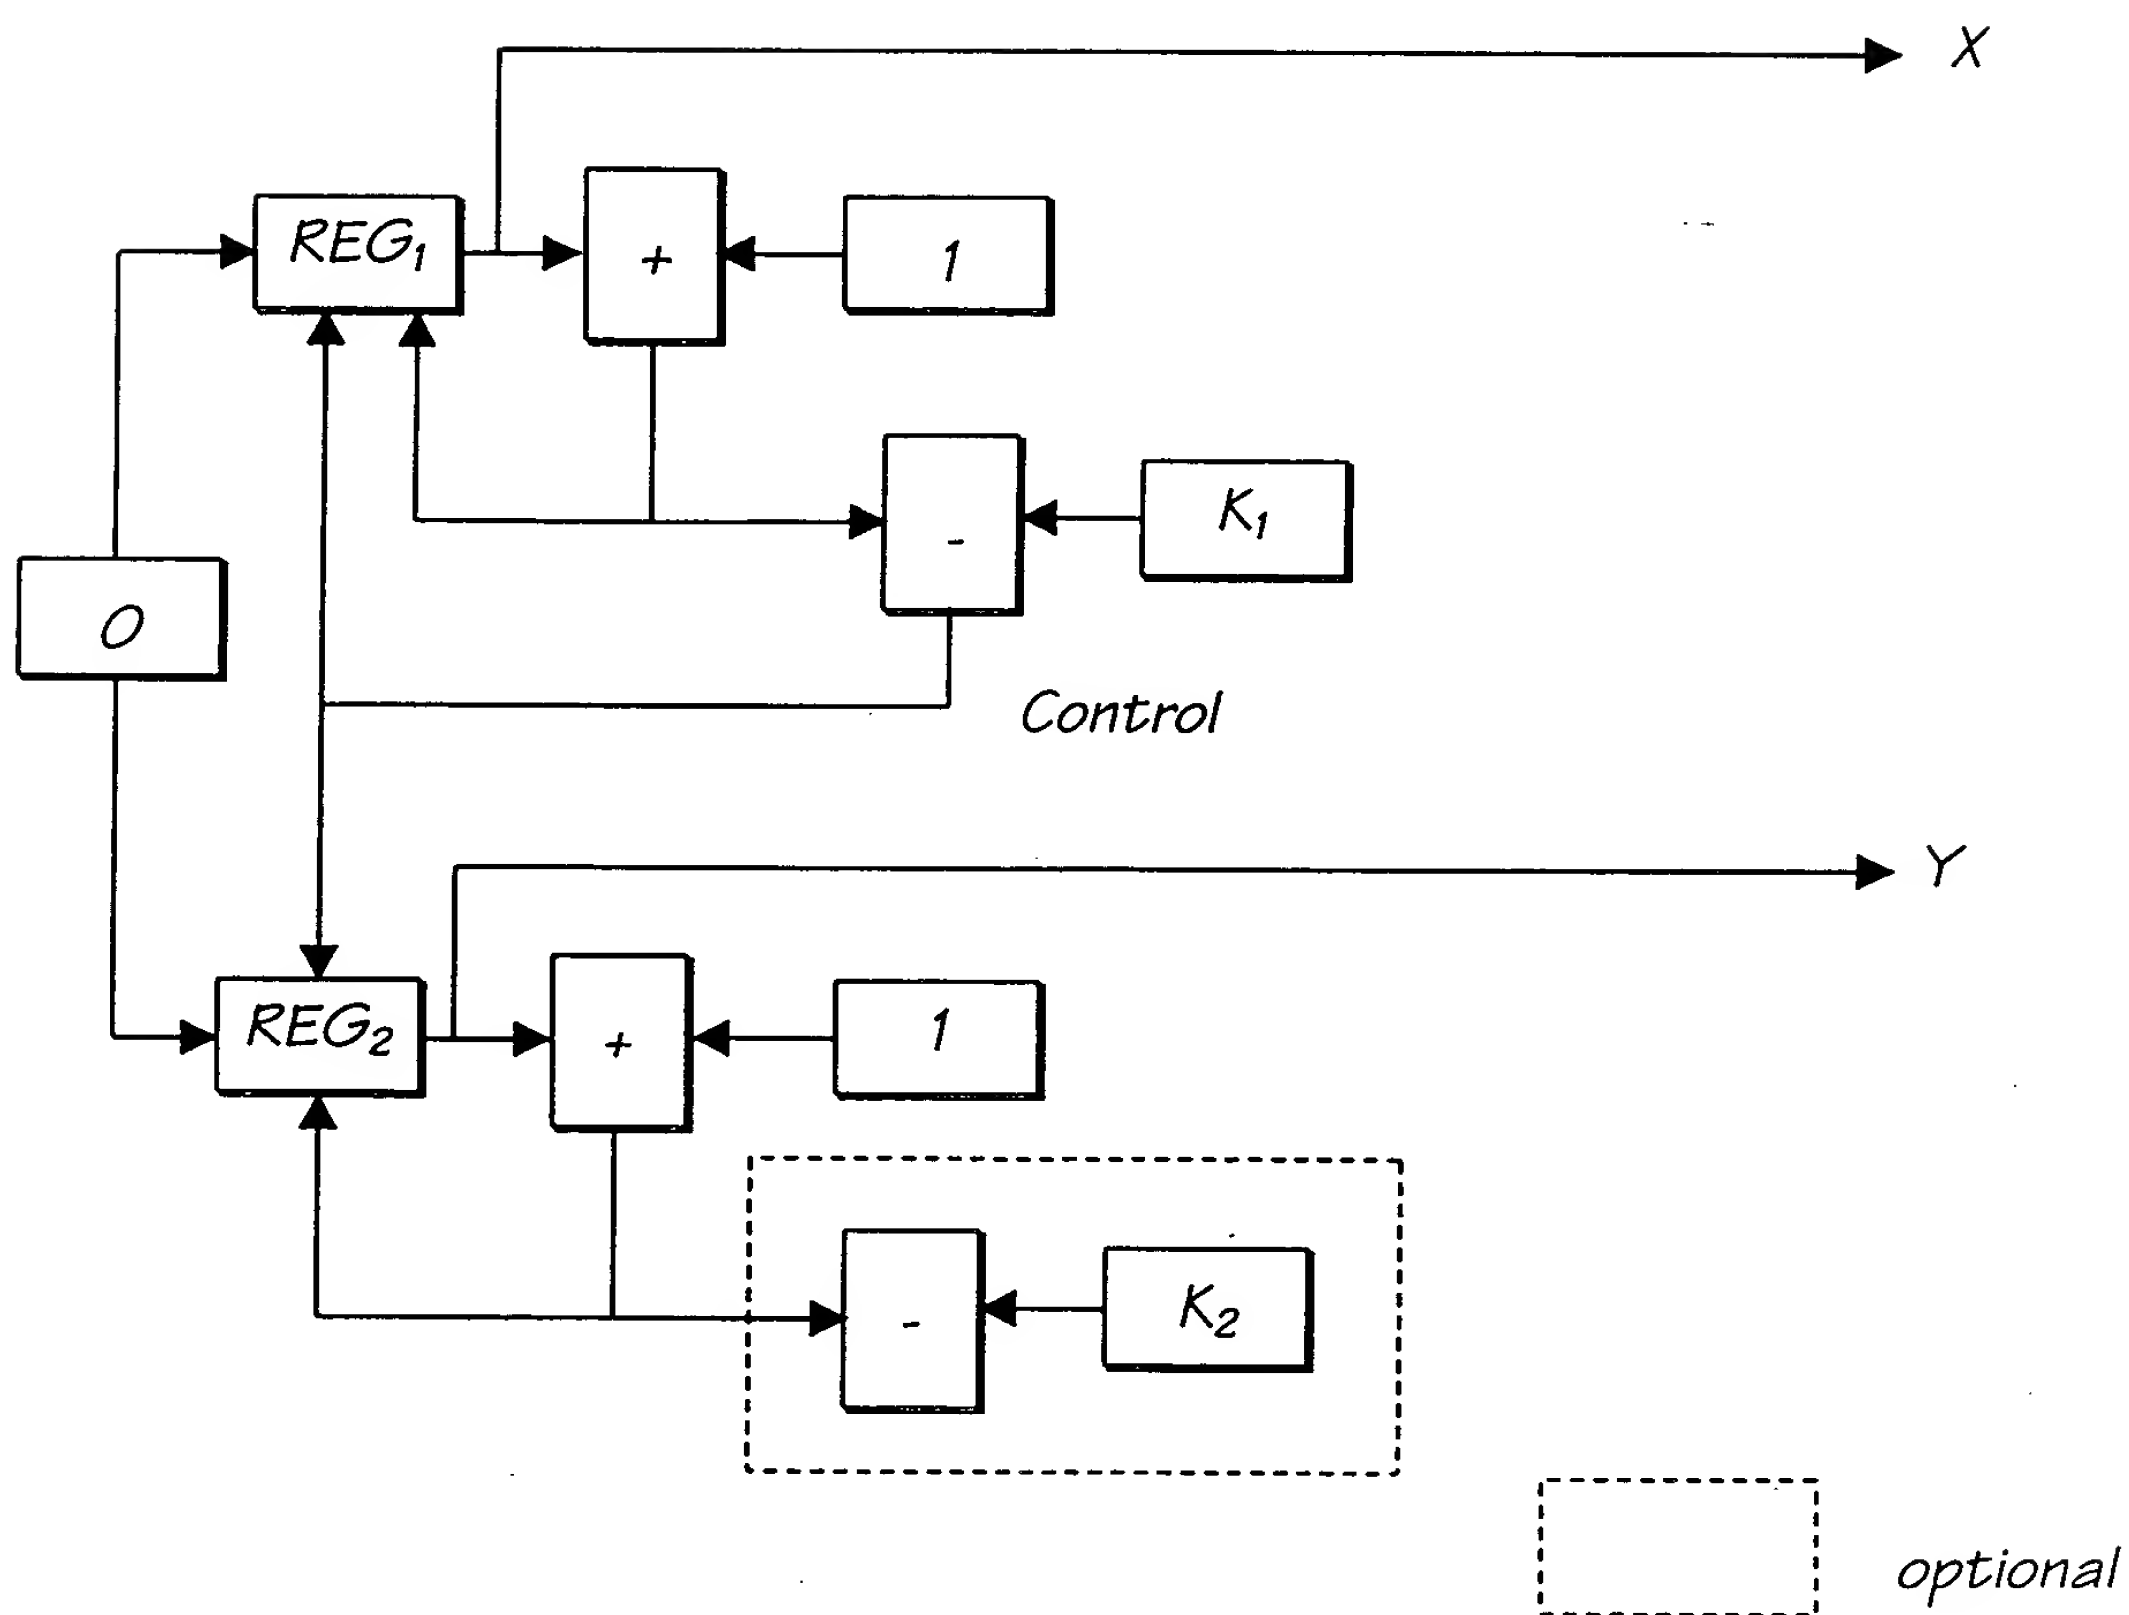 X
REG₁
+
1
-
K₁
0
Control
Y
REG₂
+
1
-
K₂
optional